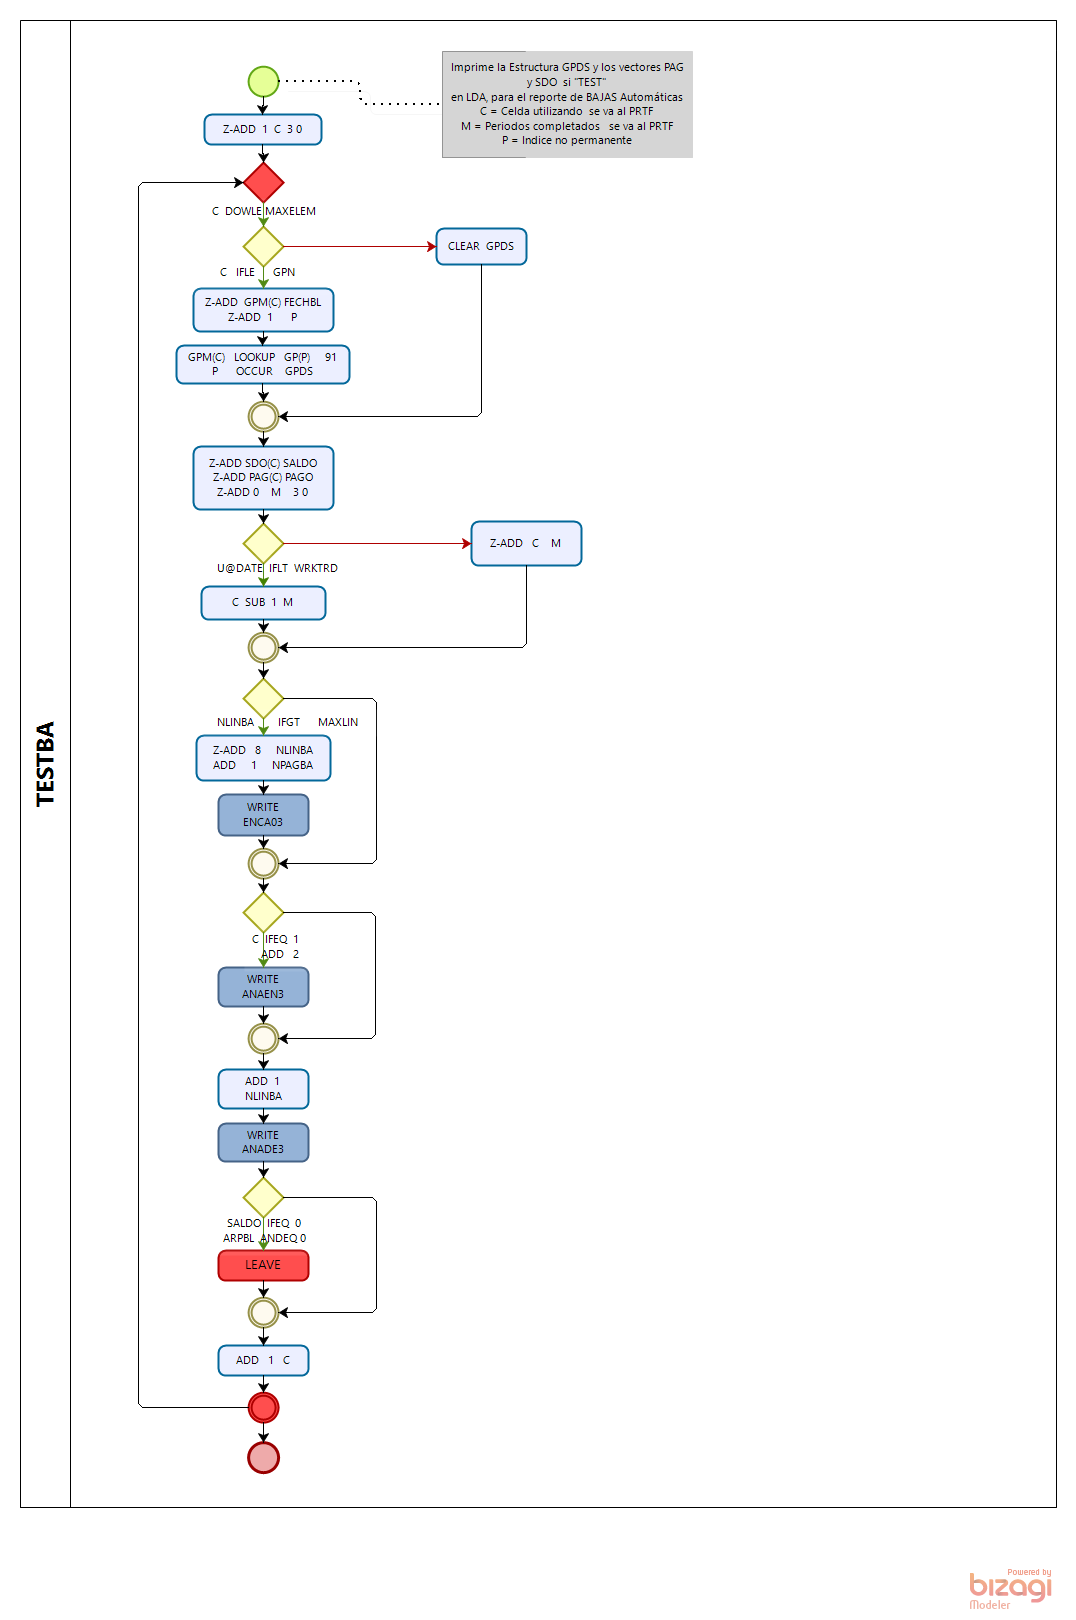 TESTBA
Imprime la Estructura GPDS y los vectores PAG
y SDO si "TEST"
en LDA, para el reporte de BAJAS Automáticas
C = Celda utilizando se va al PRTF
M = Periodos completados se va al PRTF
P = Indice no permanente
Z-ADD 1 C 3 0
C DOWLE MAXELEM
CLEAR GPDS
C IFLE GPN
Z-ADD GPM(C) FECHBL
Z-ADD 1 P
GPM(C) LOOKUP GP(P) 91
P OCCUR GPDS
Z-ADD SDO(C) SALDO
Z-ADD PAG(C) PAGO
Z-ADD 0 M 3 0
Z-ADD C M
U@DATE IFLT WRKTRD
C SUB 1 M
NLINBA IFGT MAXLIN
Z-ADD 8 NLINBA
ADD 1 NPAGBA
WRITE
ENCA03
C IFEQ 1
ADD 2
WRITE
ANAEN3
ADD 1
NLINBA
WRITE
ANADE3
SALDO IFEQ 0
ARPBL ANDEQ 0
LEAVE
ADD 1 C
Powered by
bizagi
Modeler